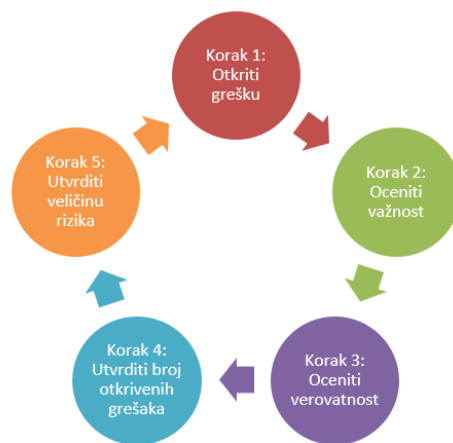 Korak 1:
Otkriti
grešku
Korak 2:
Oceniti
važnost
Korak 3:
Oceniti
verovatnost
Korak 4:
Utvrditi broj
otkrivenih
grešaka
Korak 5:
Utvrditi
veličinu
rizika